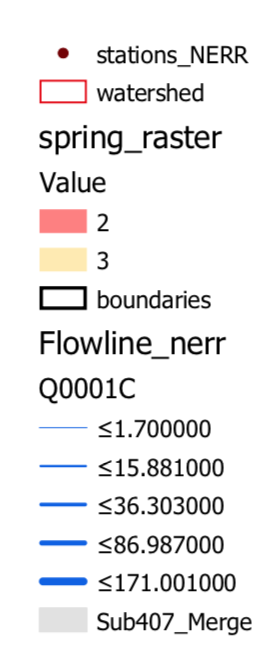 stations_NERR
watershed
spring_raster
Value
2
3
boundaries
Flowline_nerr
Q0001C
≤1.700000
≤15.881000
≤36.303000
≤86.987000
≤171.001000
Sub407_Merge